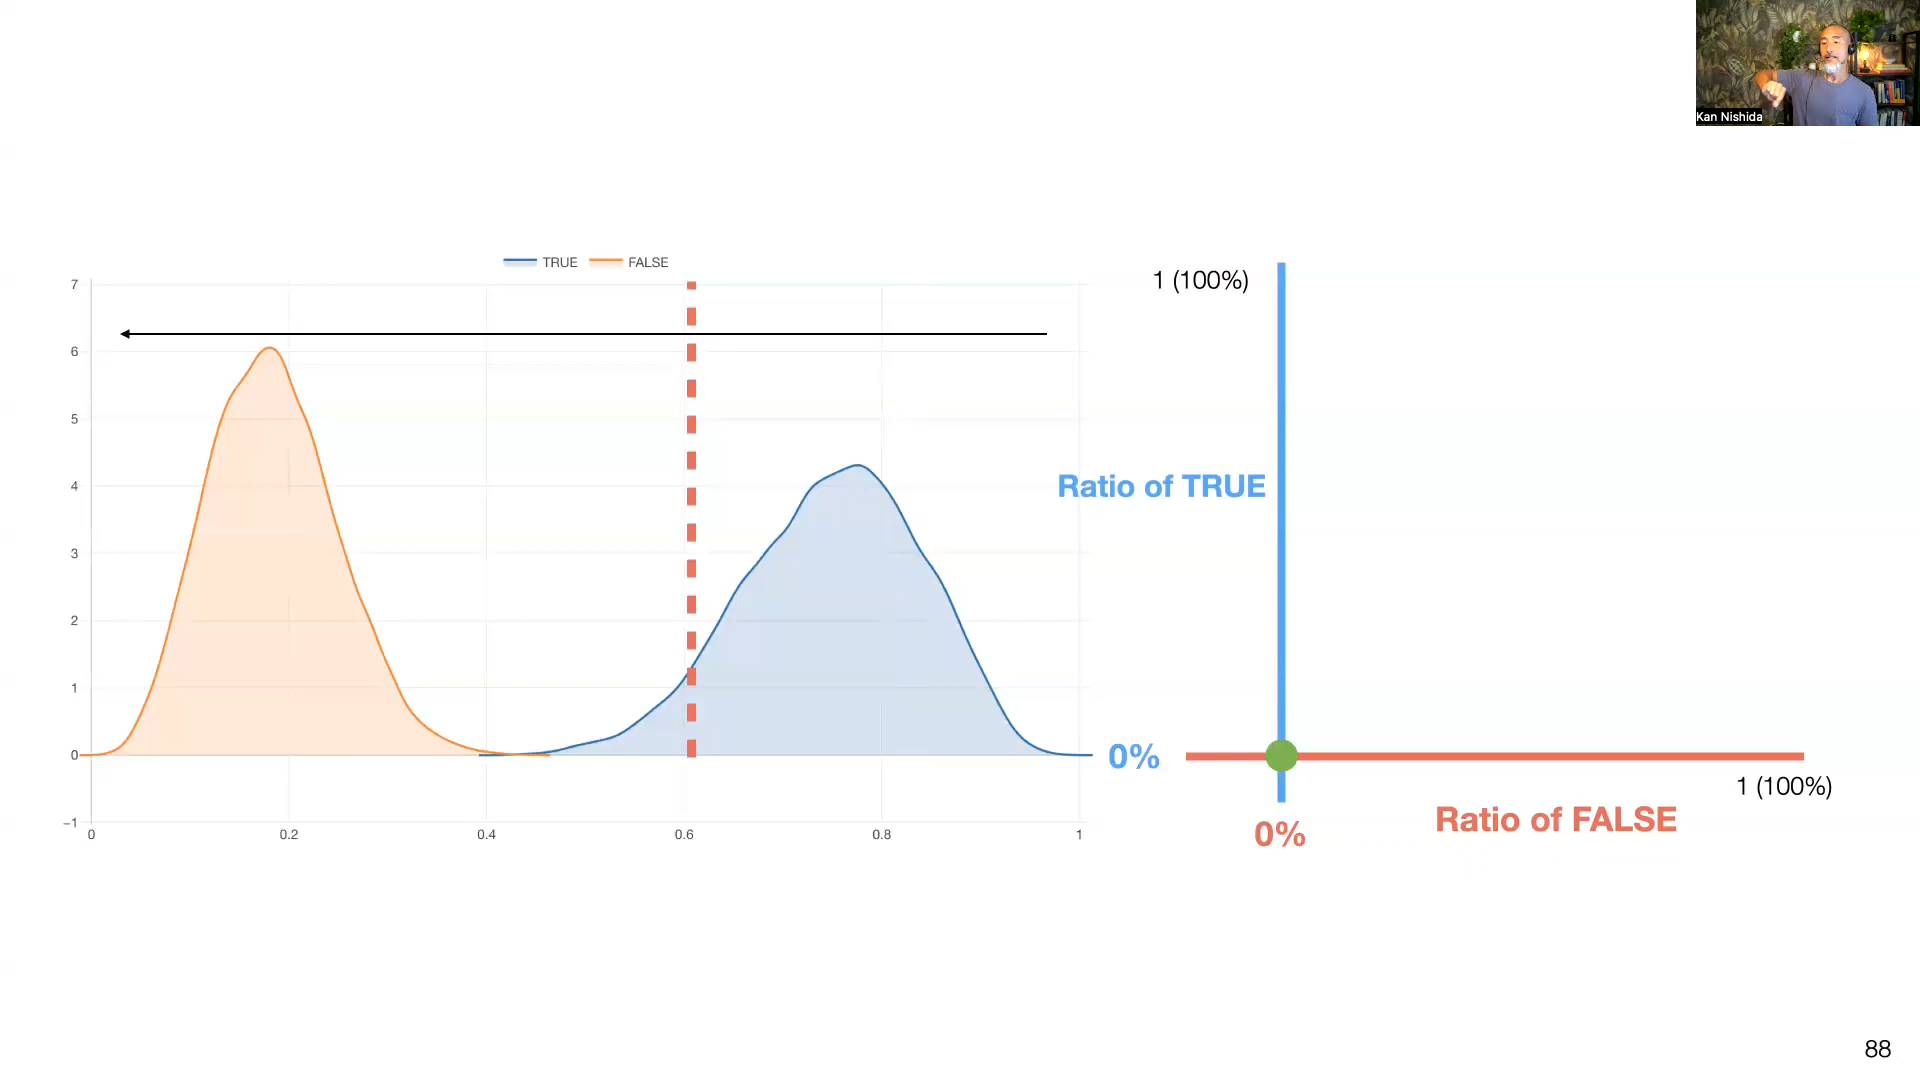 Kan Nishida
TRUE FALSE
7
6
5
4
3
2
1
0
−1
0 0.2 0.4 0.6 0.8 1
1 (100%)
Ratio of TRUE
0%
1 (100%)
0%
Ratio of FALSE
88